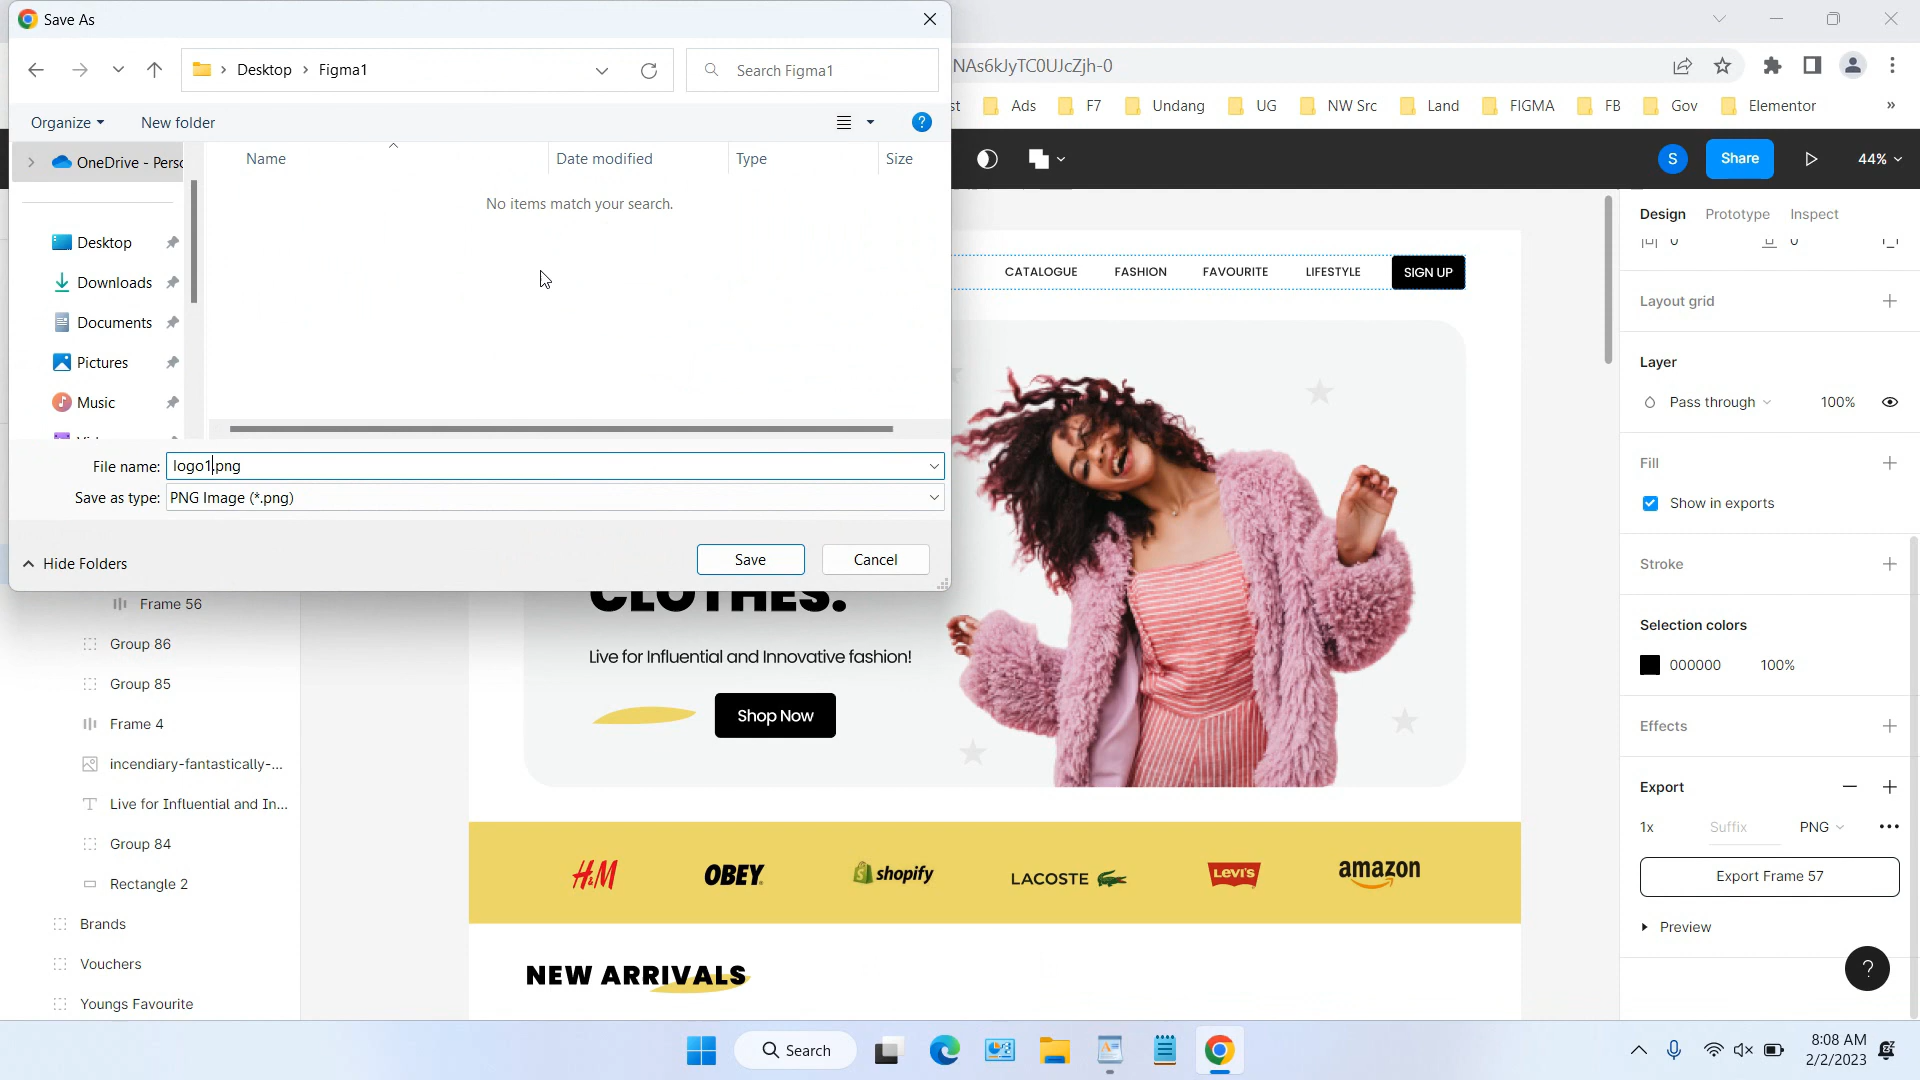 Save As
Desktop > Figma1
Search Figma1
NAs6kJyTC0UJcZjh-0
Ads F7 Undang UG NW Src Land FIGMA FB Gov Elementor »
Organize
New folder
?
S Share 44%
OneDrive - Perso
Name Date modified Type Size
No items match your search.
Desktop
Downloads
Documents
Pictures
Music
File name: logo1.png
Save as type: PNG Image (*.png)
Hide Folders
Save Cancel
CATALOGUE FASHION FAVOURITE LIFESTYLE SIGN UP
CLOTHES.
Live for Influential and Innovative fashion!
Shop Now
H&M OBEY shopify LACOSTE LEVI'S amazon
NEW ARRIVALS
Frame 56
Group 86
Group 85
Frame 4
incendiary-fantastically-...
Live for Influential and In...
Group 84
Rectangle 2
Brands
Vouchers
Youngs Favourite
Design Prototype Inspect
Layout grid
Layer
Pass through 100%
Fill
Show in exports
Stroke
Selection colors
000000 100%
Effects
Export
1x Suffix PNG
Export Frame 57
Preview
?
Search
8:08 AM
2/2/2023